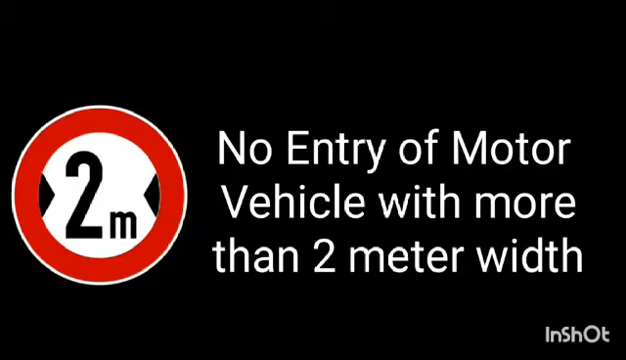 2m
No Entry of Motor
Vehicle with more
than 2 meter width
InShOt